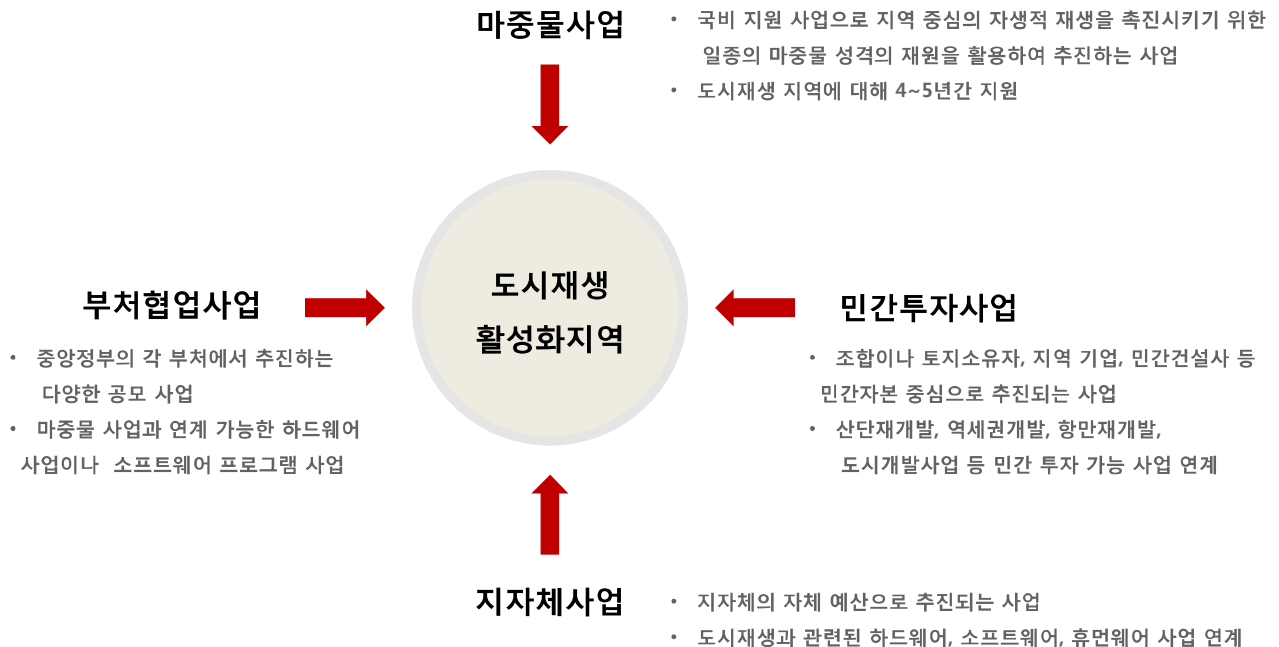 마중물사업
• 국비 지원 사업으로 지역 중심의 자생적 재생을 촉진시키기 위한
일종의 마중물 성격의 재원을 활용하여 추진하는 사업
• 도시재생 지역에 대해 4~5년간 지원
도시재생
활성화지역
부처협업사업
• 중앙정부의 각 부처에서 추진하는
다양한 공모 사업
• 마중물 사업과 연계 가능한 하드웨어
사업이나 소프트웨어 프로그램 사업
민간투자사업
• 조합이나 토지소유자, 지역 기업, 민간건설사 등
민간자본 중심으로 추진되는 사업
• 산단재개발, 역세권개발, 항만재개발,
도시개발사업 등 민간 투자 가능 사업 연계
지자체사업
• 지자체의 자체 예산으로 추진되는 사업
• 도시재생과 관련된 하드웨어, 소프트웨어, 휴먼웨어 사업 연계